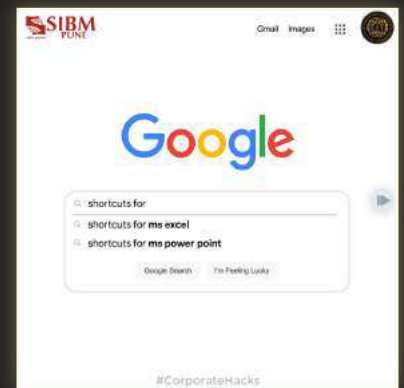 SIBM
PUNE
Gmail Images
Google
shortcuts for
shortcuts for ms excel
shortcuts for ms power point
Google Search I'm Feeling Lucky
#CorporateHacks